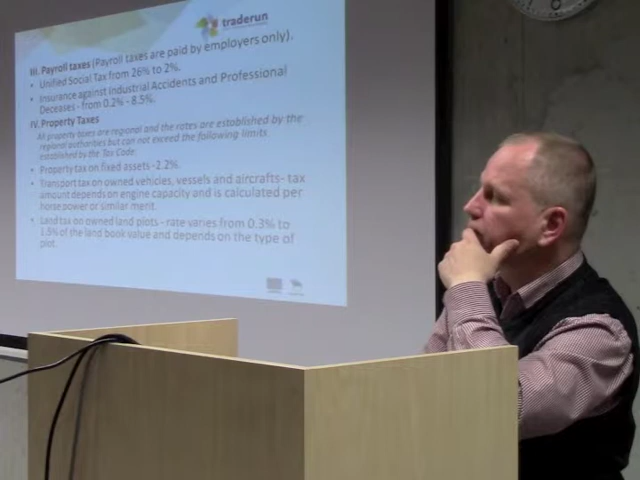 traderun
III. Payroll taxes (Payroll taxes are paid by employers only).
• Unified Social Tax from 26% to 2%.
• Insurance against Industrial Accidents and Professional
Deceases - from 0.2% - 8.5%.
IV. Property Taxes
All property taxes are regional and the rates are established by the
regional authorities but can not exceed the following limits
established by the Tax Code:
• Property tax on fixed assets -2.2%.
• Transport tax on owned vehicles, vessels and aircrafts- tax
amount depends on engine capacity and is calculated per
horse power or similar merit.
• Land tax on owned land plots - rate varies from 0.3% to
1.5% of the land book value and depends on the type of
plot.